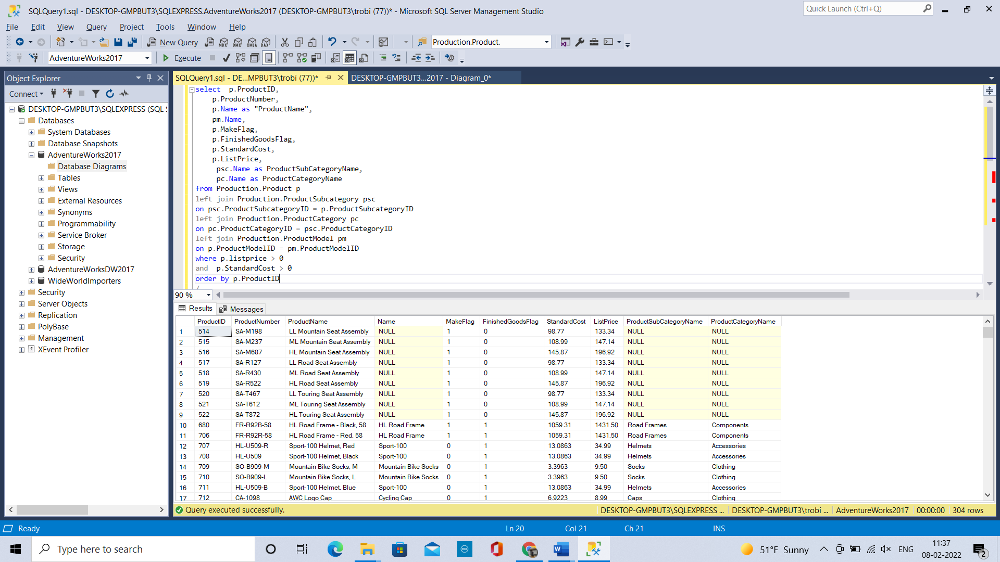 SQLQuery1.sql - DESKTOP-GMPBUT3\SQLEXPRESS.AdventureWorks2017 (DESKTOP-GMPBUT3\trobi (77))* - Microsoft SQL Server Management Studio
Quick Launch (Ctrl+Q)
File Edit View Query Project Tools Window Help
New Query MDX DMX XMLA DAX Production.Product.
AdventureWorks2017 Execute
Object Explorer
SQLQuery1.sql - DE...MPBUT3\trobi (77))* DESKTOP-GMPBUT3...2017 - Diagram_0*
Connect
DESKTOP-GMPBUT3\SQLEXPRESS (SQL S
Databases
System Databases
Database Snapshots
AdventureWorks2017
Database Diagrams
Tables
Views
External Resources
Synonyms
Programmability
Service Broker
Storage
Security
AdventureWorksDW2017
WideWorldImporters
Security
Server Objects
Replication
PolyBase
Management
XEvent Profiler
select p.ProductID,
p.ProductNumber,
p.Name as "ProductName",
pm.Name,
p.MakeFlag,
p.FinishedGoodsFlag,
p.StandardCost,
p.ListPrice,
psc.Name as ProductSubCategoryName,
pc.Name as ProductCategoryName
from Production.Product p
left join Production.ProductSubcategory psc
on psc.ProductSubcategoryID = p.ProductSubcategoryID
left join Production.ProductCategory pc
on pc.ProductCategoryID = psc.ProductCategoryID
left join Production.ProductModel pm
on p.ProductModelID = pm.ProductModelID
where p.listprice > 0
and p.StandardCost > 0
order by p.ProductID
/
90 %
Results Messages
ProductID ProductNumber ProductName Name MakeFlag FinishedGoodsFlag StandardCost ListPrice ProductSubCategoryName ProductCategoryName
1 514 SA-M198 LL Mountain Seat Assembly NULL 1 0 98.77 133.34 NULL NULL
2 515 SA-M237 ML Mountain Seat Assembly NULL 1 0 108.99 147.14 NULL NULL
3 516 SA-M687 HL Mountain Seat Assembly NULL 1 0 145.87 196.92 NULL NULL
4 517 SA-R127 LL Road Seat Assembly NULL 1 0 98.77 133.34 NULL NULL
5 518 SA-R430 ML Road Seat Assembly NULL 1 0 108.99 147.14 NULL NULL
6 519 SA-R522 HL Road Seat Assembly NULL 1 0 145.87 196.92 NULL NULL
7 520 SA-T467 LL Touring Seat Assembly NULL 1 0 98.77 133.34 NULL NULL
8 521 SA-T612 ML Touring Seat Assembly NULL 1 0 108.99 147.14 NULL NULL
9 522 SA-T872 HL Touring Seat Assembly NULL 1 0 145.87 196.92 NULL NULL
10 680 FR-R92B-58 HL Road Frame - Black, 58 HL Road Frame 1 1 1059.31 1431.50 Road Frames Components
11 706 FR-R92R-58 HL Road Frame - Red, 58 HL Road Frame 1 1 1059.31 1431.50 Road Frames Components
12 707 HL-U509-R Sport-100 Helmet, Red Sport-100 0 1 13.0863 34.99 Helmets Accessories
13 708 HL-U509 Sport-100 Helmet, Black Sport-100 0 1 13.0863 34.99 Helmets Accessories
14 709 SO-B909-M Mountain Bike Socks, M Mountain Bike Socks 0 1 3.3963 9.50 Socks Clothing
15 710 SO-B909-L Mountain Bike Socks, L Mountain Bike Socks 0 1 3.3963 9.50 Socks Clothing
16 711 HL-U509-B Sport-100 Helmet, Blue Sport-100 0 1 13.0863 34.99 Helmets Accessories
17 712 CA-1098 AWC Logo Cap Cycling Cap 0 1 6.9223 8.99 Caps Clothing
Query executed successfully. DESKTOP-GMPBUT3\SQLEXPRESS ... DESKTOP-GMPBUT3\trobi ... AdventureWorks2017 00:00:00 304 rows
Ready Ln 20 Col 21 Ch 21 INS
Type here to search DELL W 51°F Sunny ENG 11:37
08-02-2022
2